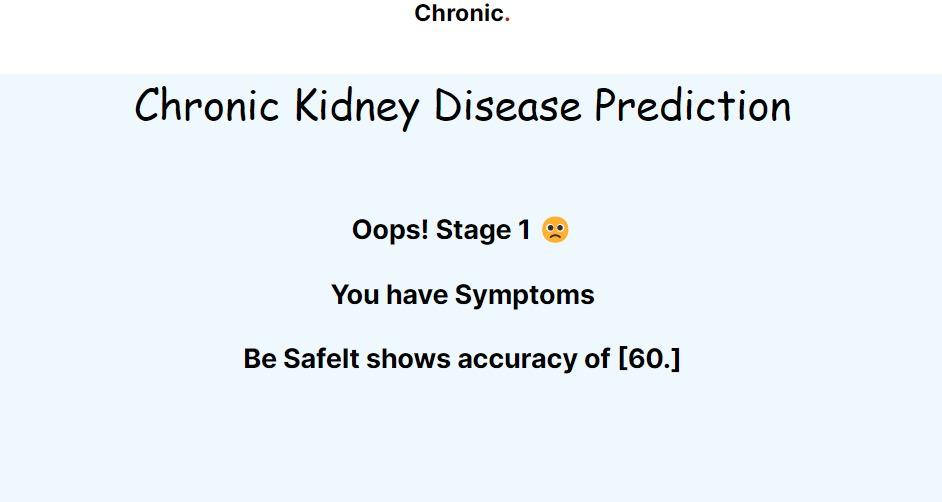 Chronic.
Chronic Kidney Disease Prediction
Oops! Stage 1 🙁
You have Symptoms
Be SafeIt shows accuracy of [60.]